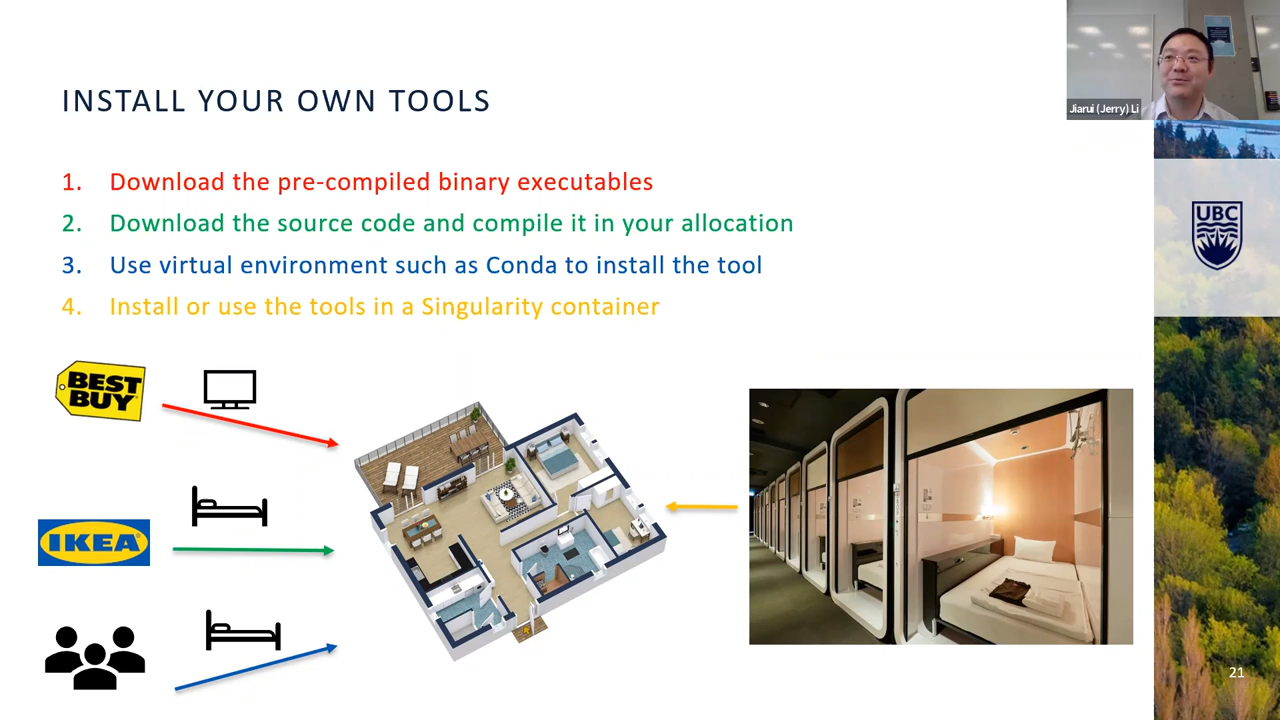 INSTALL YOUR OWN TOOLS
Jiarui (Jerry) Li
1. Download the pre-compiled binary executables
2. Download the source code and compile it in your allocation
3. Use virtual environment such as Conda to install the tool
4. Install or use the tools in a Singularity container
UBC
BEST
BUY
IKEA
21